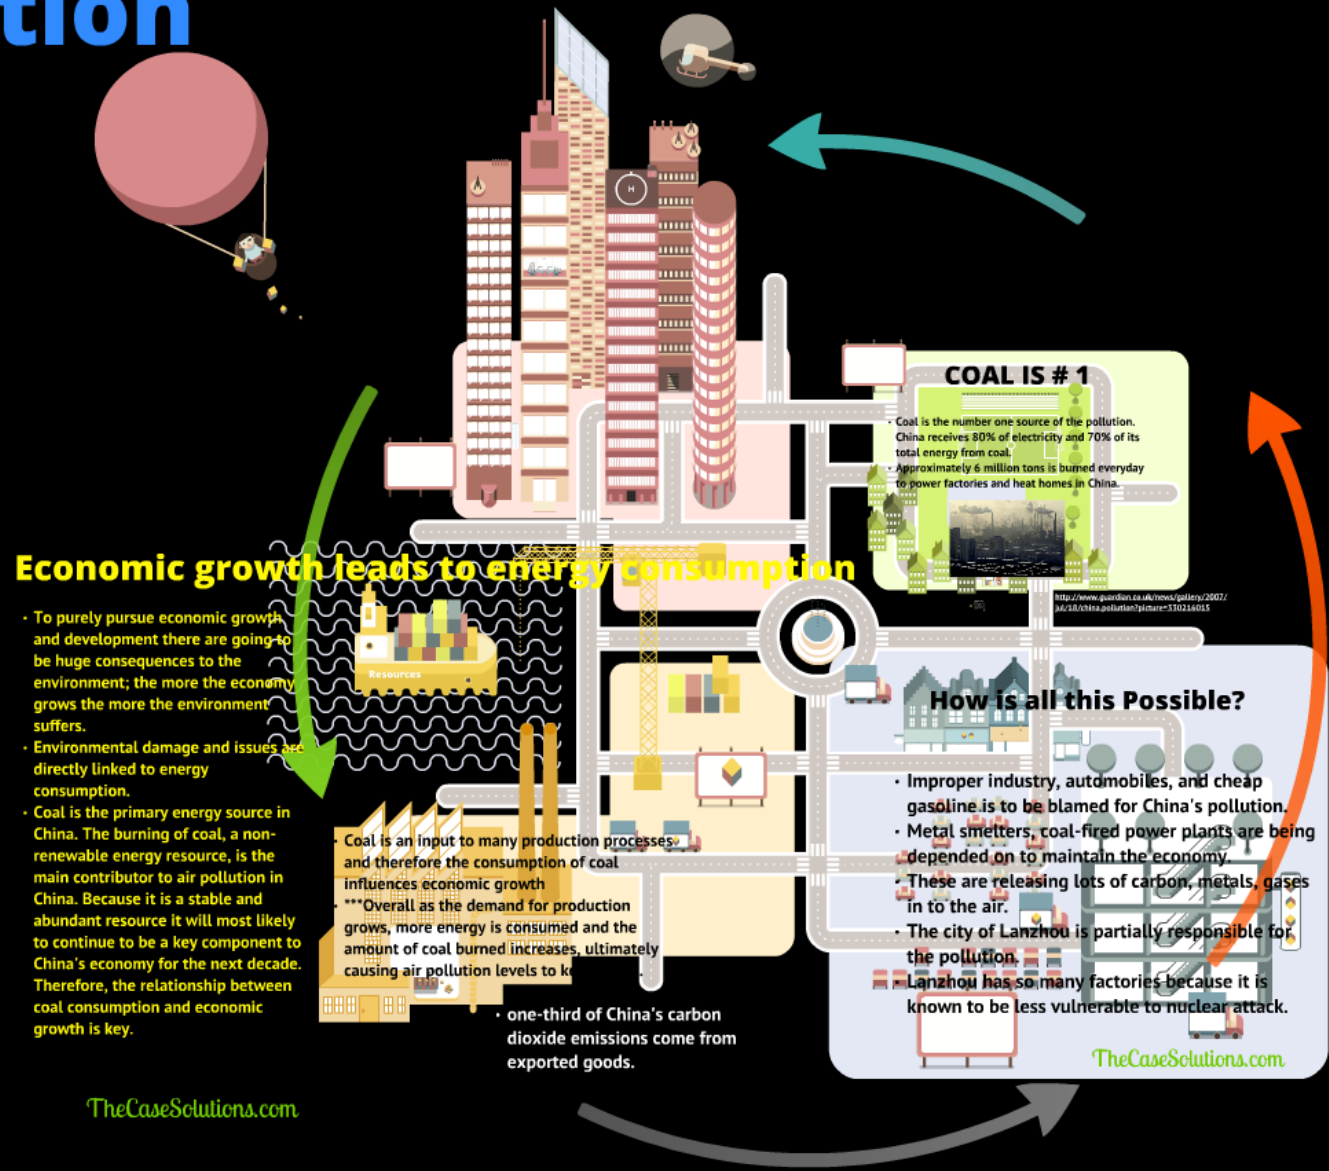 tion
H
COAL IS # 1
· Coal is the number one source of the pollution.
China receives 80% of electricity and 70% of its
total energy from coal.
· Approximately 6 million tons is burned everyday
to power factories and heat homes in China.
http://www.guardian.co.uk/news/gallery/2007/
jul/18/china.pollution?picture=330216015
Economic growth leads to energy consumption
· To purely pursue economic growth
and development there are going to
be huge consequences to the
environment; the more the economy
grows the more the environment
suffers.
· Environmental damage and issues are
directly linked to energy
consumption.
· Coal is the primary energy source in
China. The burning of coal, a non-
renewable energy resource, is the
main contributor to air pollution in
China. Because it is a stable and
abundant resource it will most likely
to continue to be a key component to
China's economy for the next decade.
Therefore, the relationship between
coal consumption and economic
growth is key.
Resources
· Coal is an input to many production processes
and therefore the consumption of coal
influences economic growth
· ***Overall as the demand for production
grows, more energy is consumed and the
amount of coal burned increases, ultimately
causing air pollution levels to
· one-third of China's carbon
dioxide emissions come from
exported goods.
How is all this Possible?
· Improper industry, automobiles, and cheap
gasoline is to be blamed for China's pollution.
· Metal smelters, coal-fired power plants are being
depended on to maintain the economy.
· These are releasing lots of carbon, metals, gases
in to the air.
· The city of Lanzhou is partially responsible for
the pollution.
· Lanzhou has so many factories because it is
known to be less vulnerable to nuclear attack.
TheCaseSolutions.com
TheCaseSolutions.com